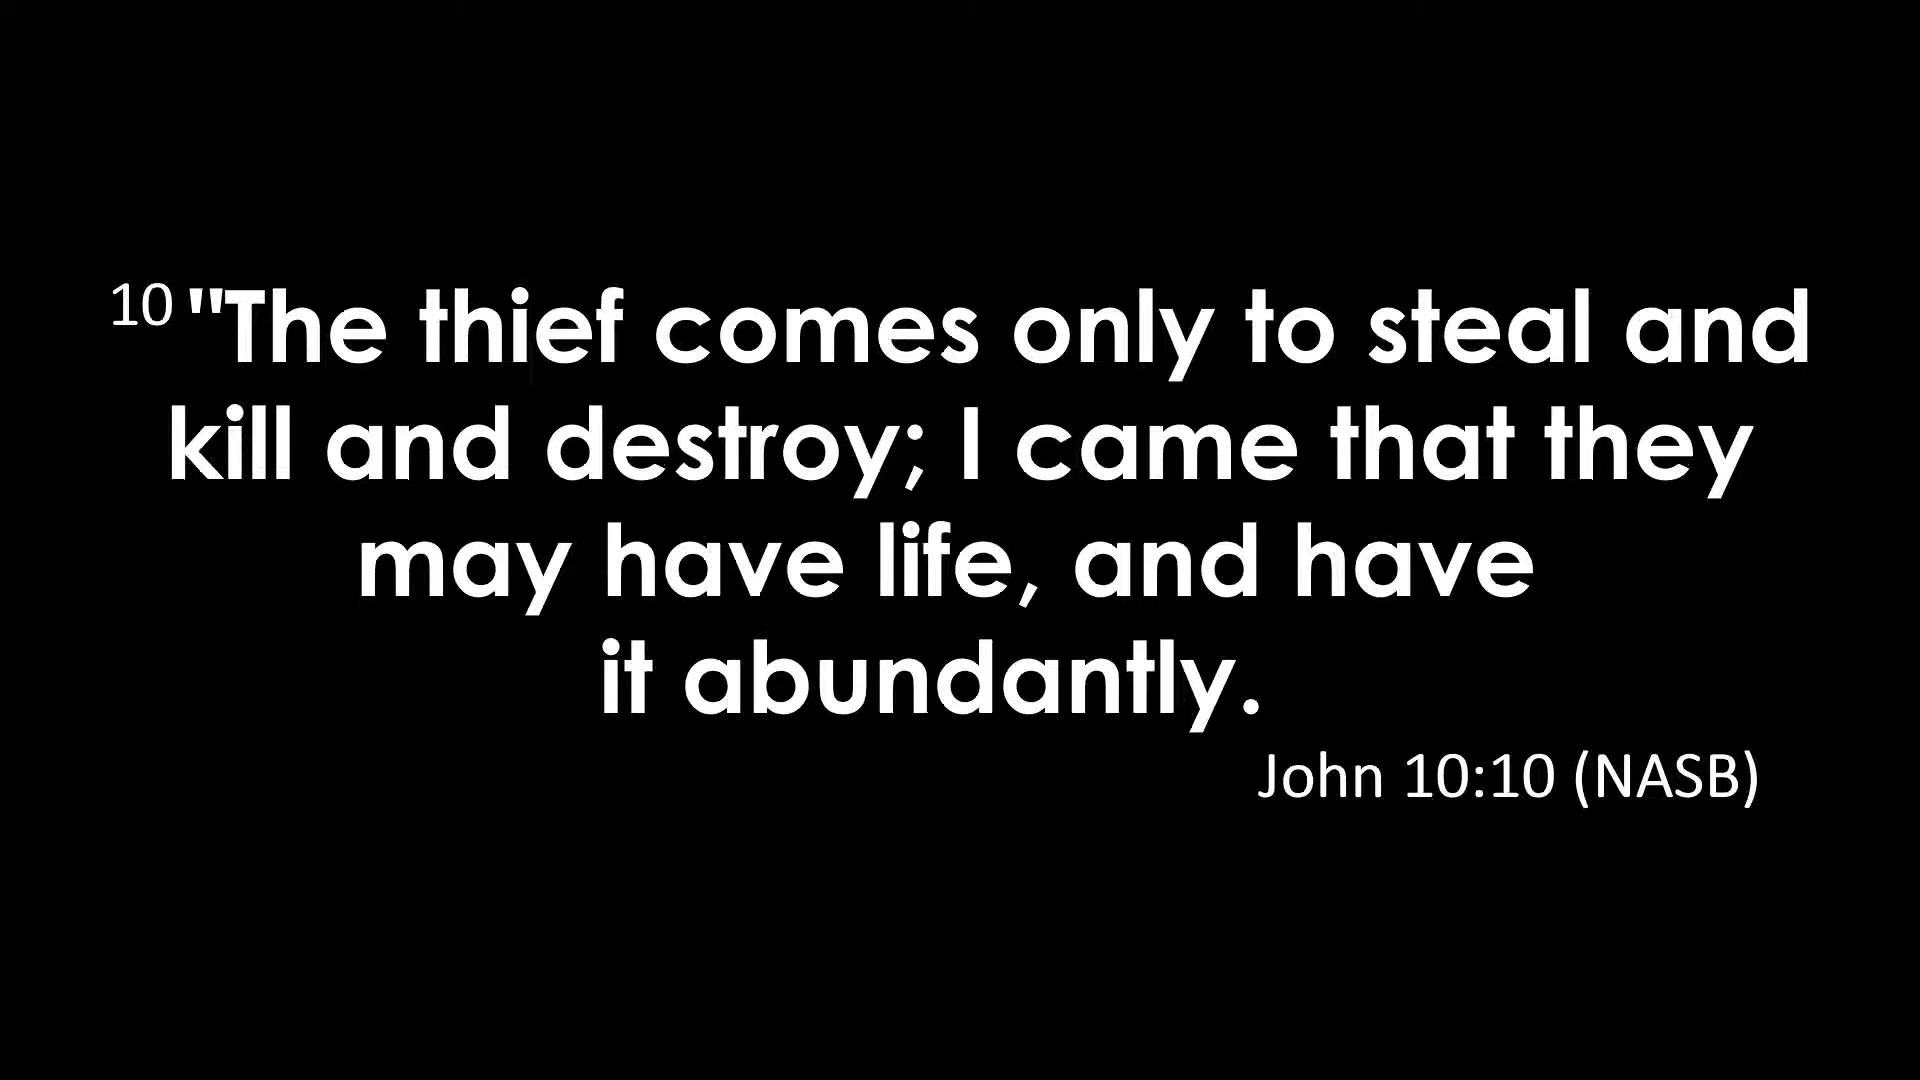 10 "The thief comes only to steal and
kill and destroy; I came that they
may have life, and have
it abundantly.
John 10:10 (NASB)